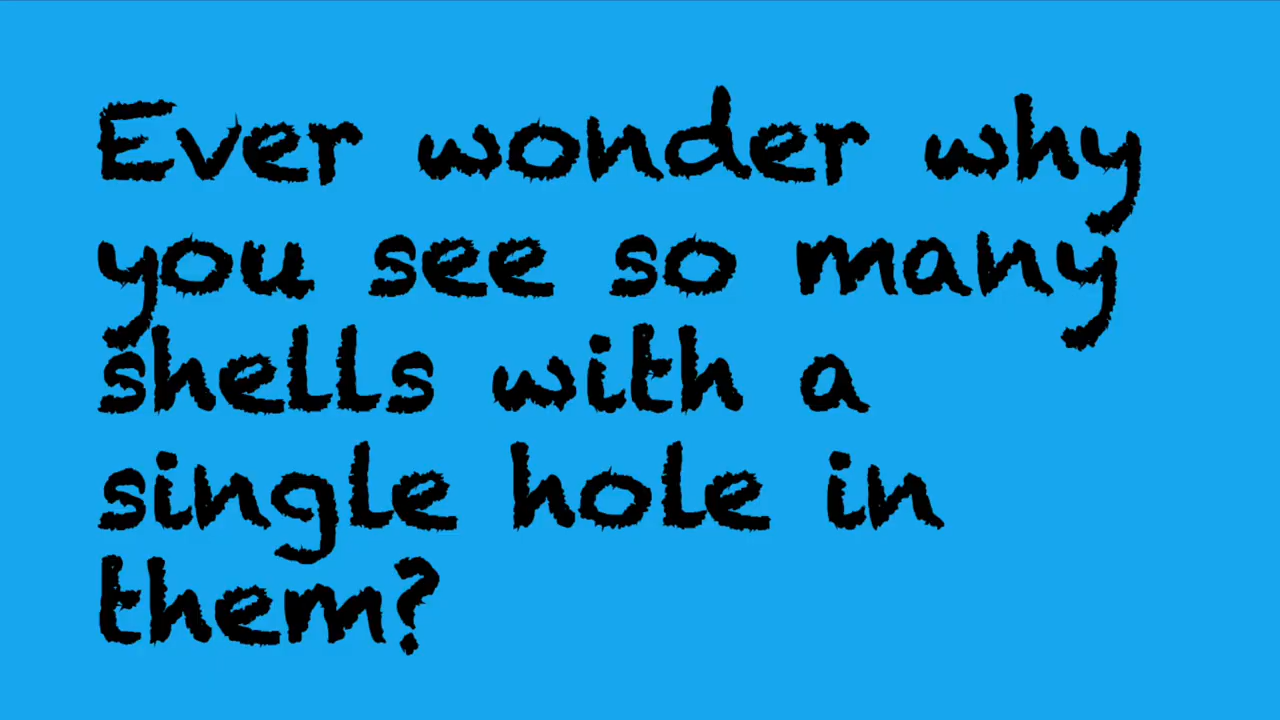 Ever wonder why
you see so many
shells with a
single hole in
them?